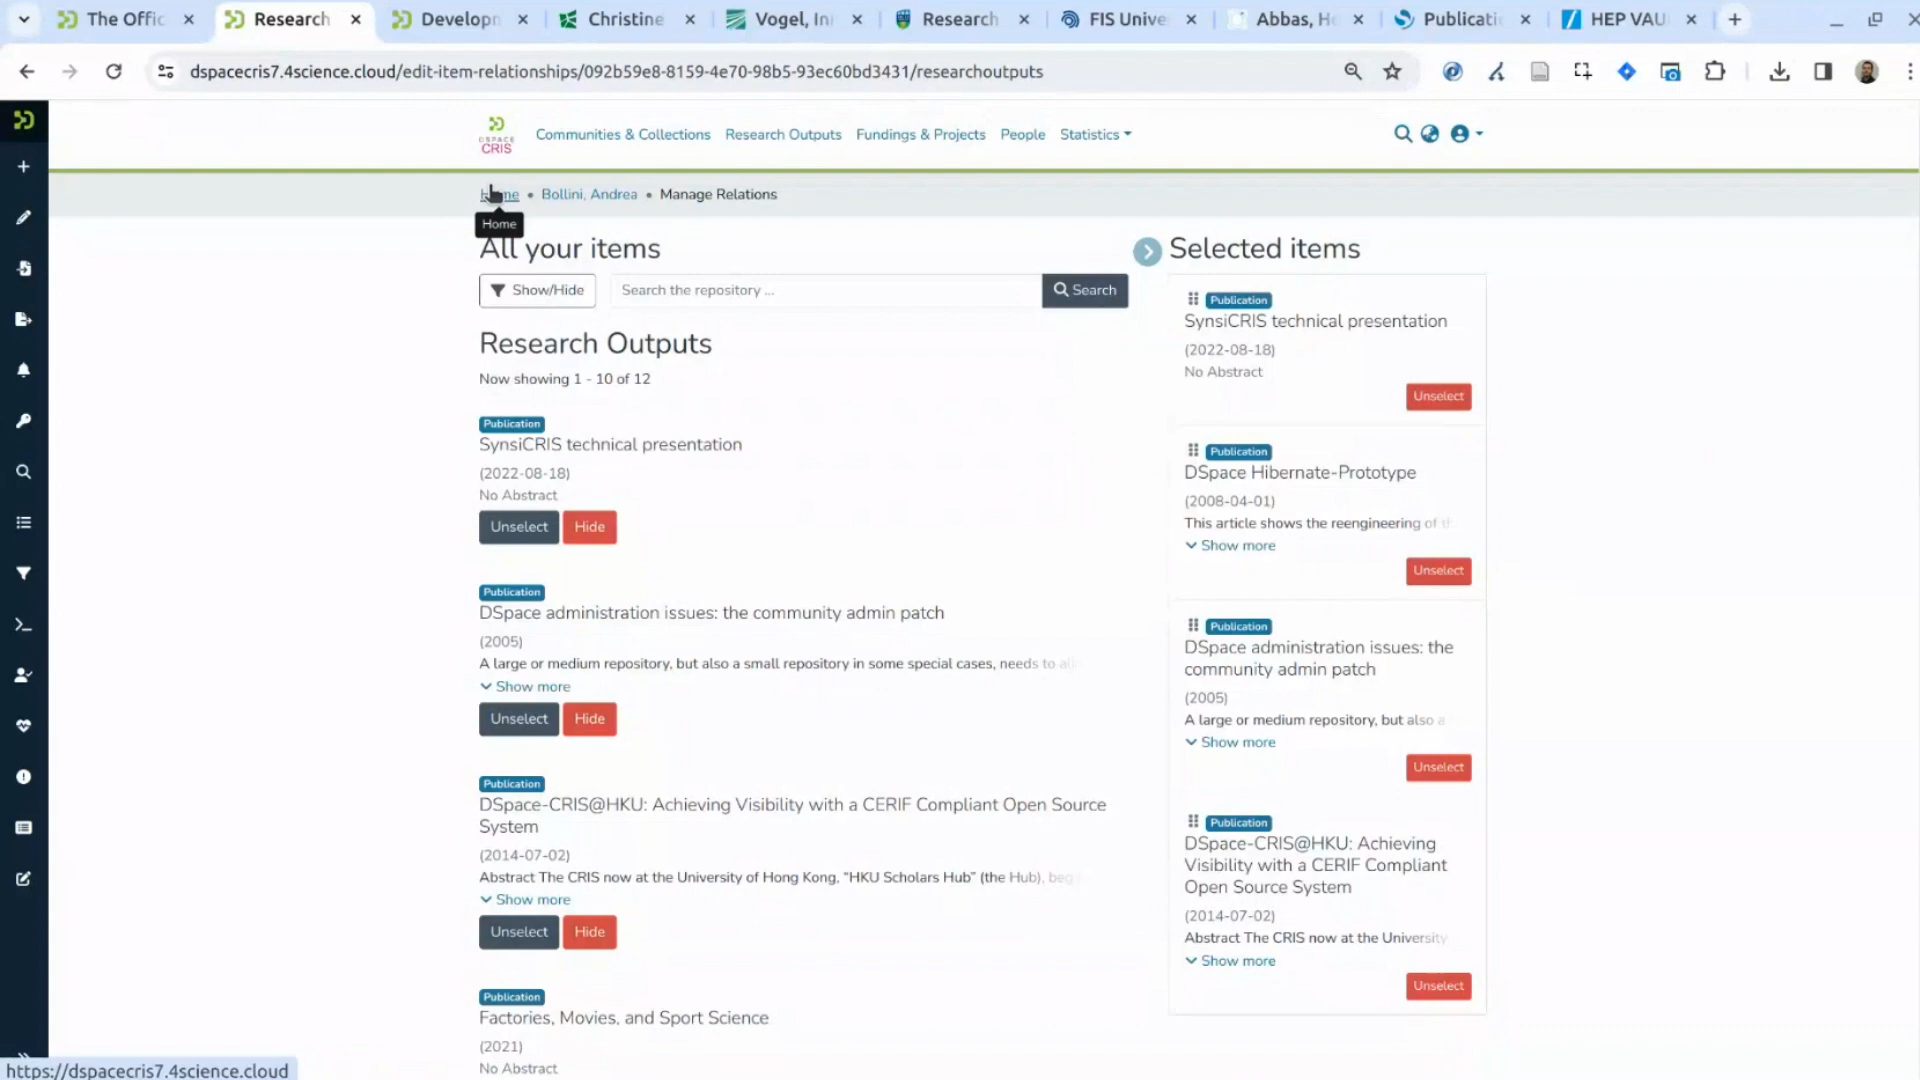 The Offic
Research
Developm
Christine
Vogel, Inn
Research
FIS Unive
Abbas, He
Publicati
HEP VAU
dspacecris7.4science.cloud/edit-item-relationships/092b59e8-8159-4e70-98b5-93ec60bd3431/researchoutputs
DSPACE
CRIS
Communities & Collections
Research Outputs
Fundings & Projects
People
Statistics
Home • Bollini, Andrea • Manage Relations
Home
All your items
Show/Hide
Search the repository ...
Search
Research Outputs
Now showing 1 - 10 of 12
Publication
SynsiCRIS technical presentation
(2022-08-18)
No Abstract
Unselect
Hide
Publication
DSpace administration issues: the community admin patch
(2005)
A large or medium repository, but also a small repository in some special cases, needs to
Show more
Unselect
Hide
Publication
DSpace-CRIS@HKU: Achieving Visibility with a CERIF Compliant Open Source
System
(2014-07-02)
Abstract The CRIS now at the University of Hong Kong, “HKU Scholars Hub” (the Hub), beg
Show more
Unselect
Hide
Publication
Factories, Movies, and Sport Science
(2021)
No Abstract
Selected items
Publication
SynsiCRIS technical presentation
(2022-08-18)
No Abstract
Unselect
Publication
DSpace Hibernate-Prototype
(2008-04-01)
This article shows the reengineering of
Show more
Unselect
Publication
DSpace administration issues: the
community admin patch
(2005)
A large or medium repository, but also a
Show more
Unselect
Publication
DSpace-CRIS@HKU: Achieving
Visibility with a CERIF Compliant
Open Source System
(2014-07-02)
Abstract The CRIS now at the University
Show more
Unselect
https://dspacecris7.4science.cloud